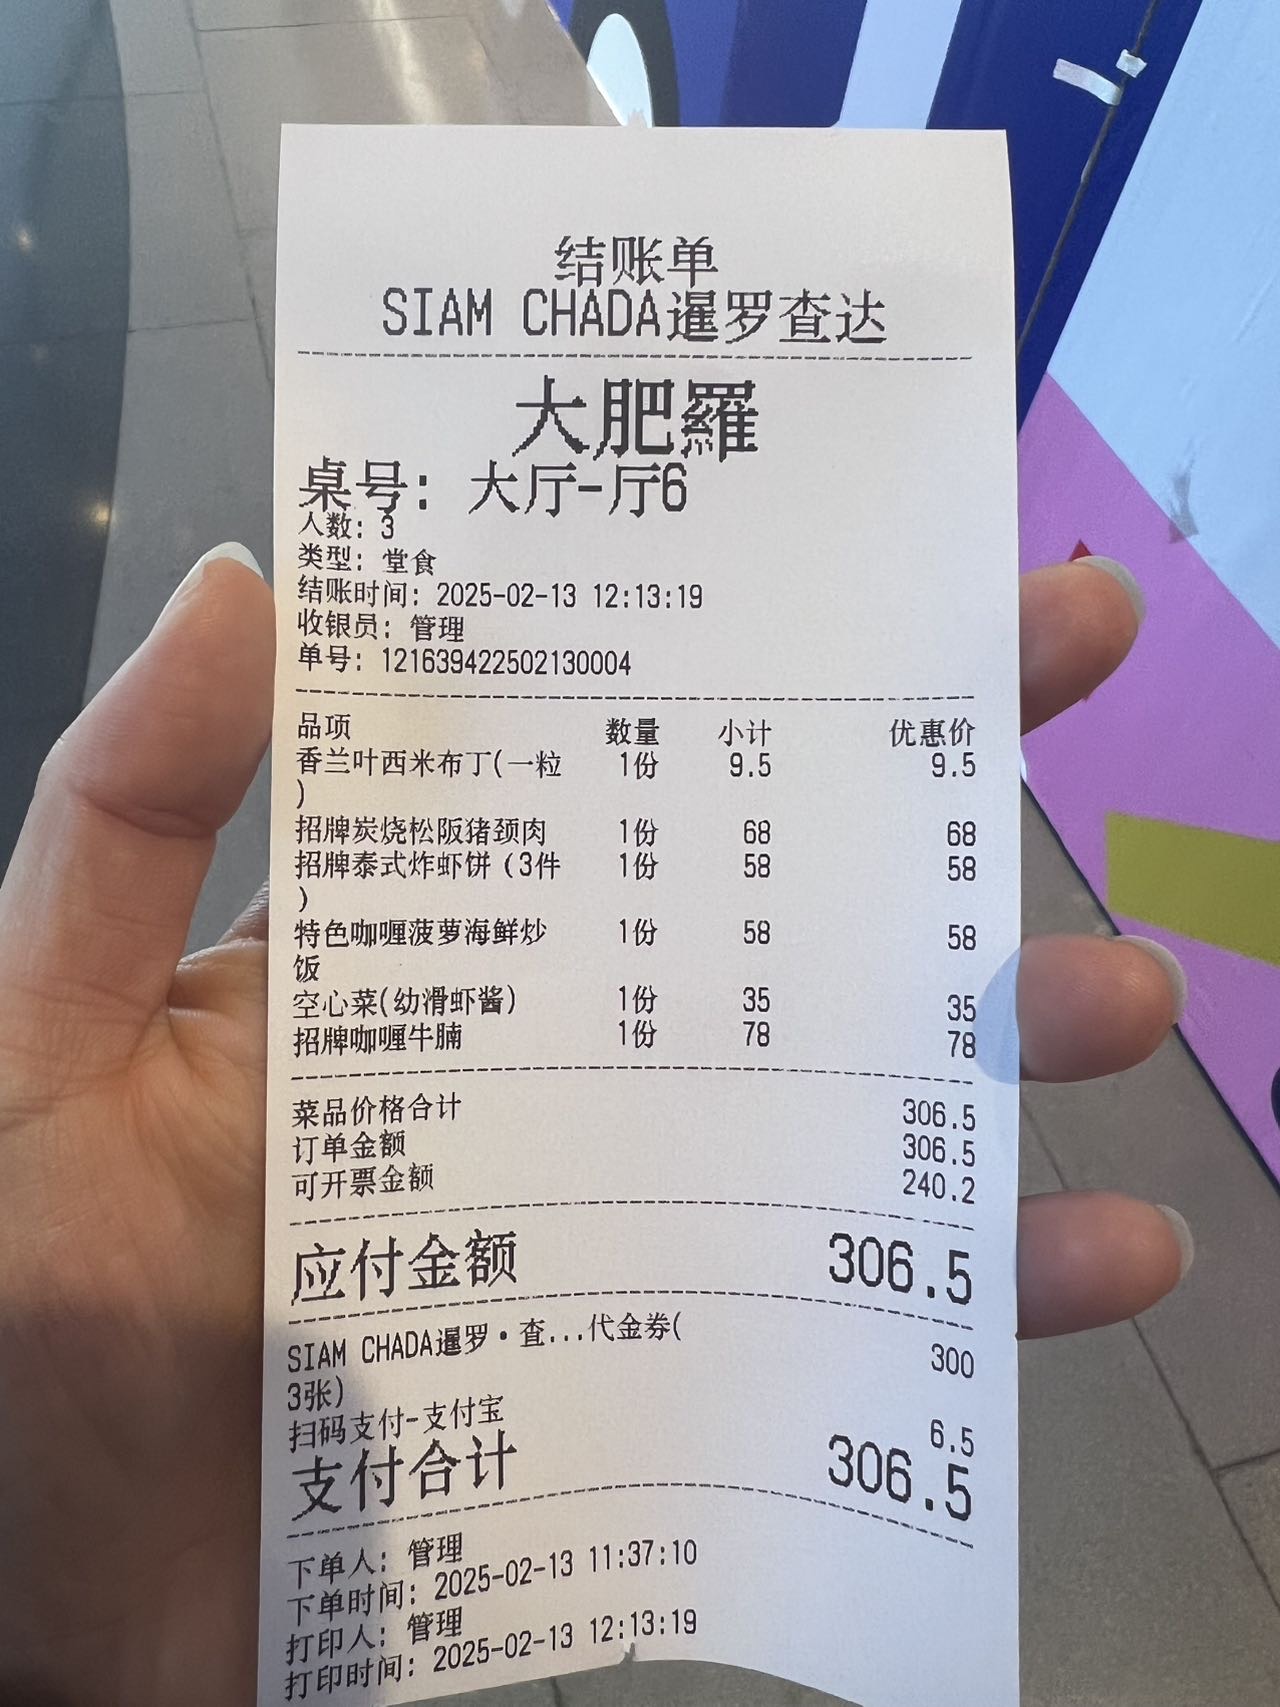 结账单
SIAM CHADA暹罗查达
大肥羅
桌号: 大厅-厅6
人数: 3
类型: 堂食
结账时间: 2025-02-13 12:13:19
收银员: 管理
单号: 121639422502130004
品项 数量 小计 优惠价
香兰叶西米布丁(一粒 1份 9.5 9.5
)
招牌炭烧松阪猪颈肉 1份 68 68
招牌泰式炸虾饼(3件 1份 58 58
)
特色咖喱菠萝海鲜炒 1份 58 58
饭
空心菜(幼滑虾酱) 1份 35 35
招牌咖喱牛腩 1份 78 78
菜品价格合计 306.5
订单金额 306.5
可开票金额 240.2
应付金额 306.5
SIAM CHADA暹罗·查...代金券( 300
3张)
扫码支付-支付宝 6.5
支付合计 306.5
下单人: 管理
下单时间: 2025-02-13 11:37:10
打印人: 管理
打印时间: 2025-02-13 12:13:19